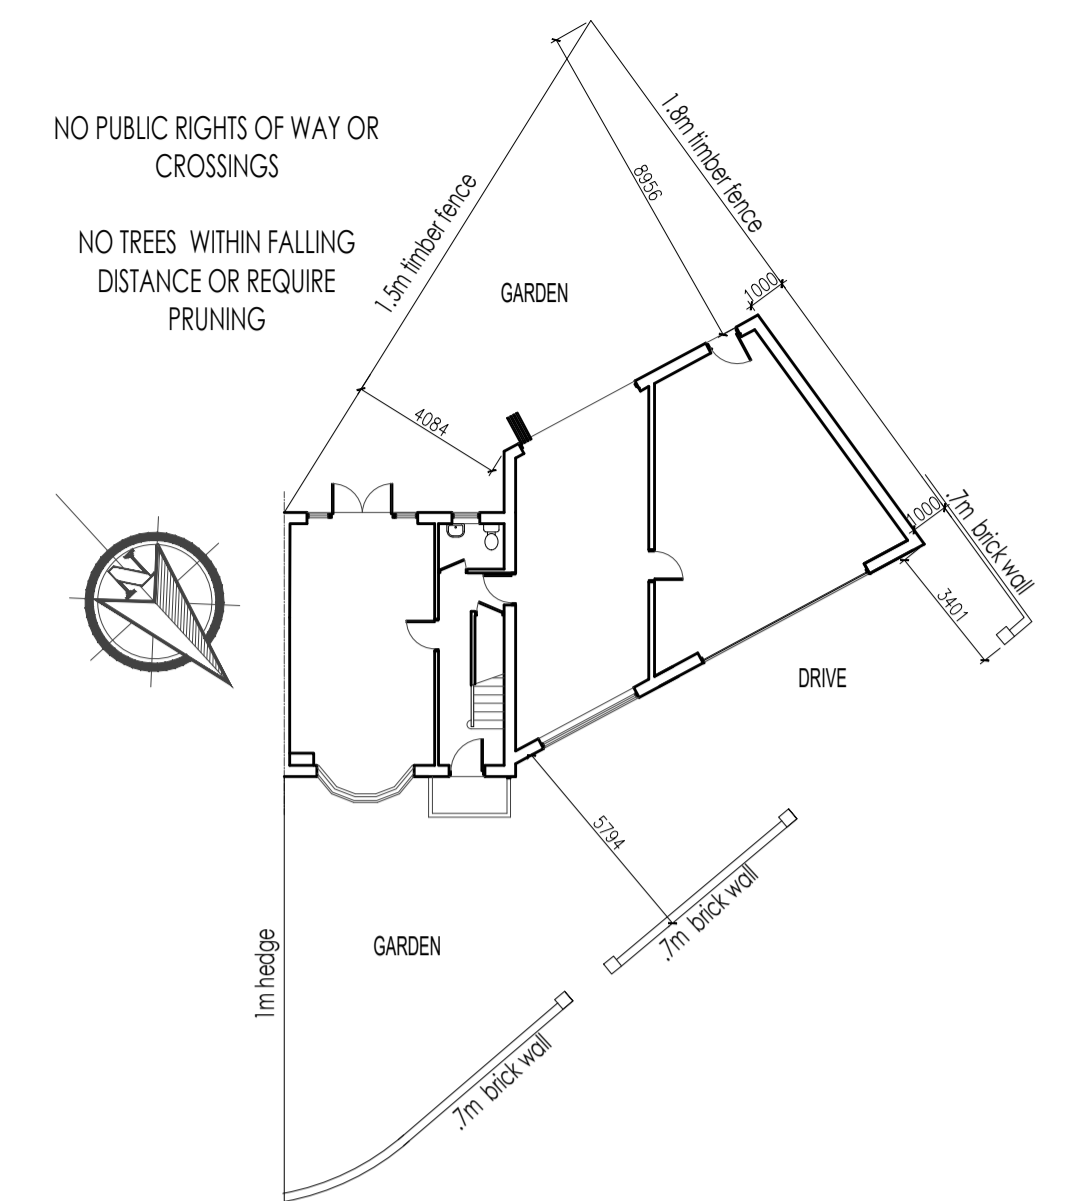 NO PUBLIC RIGHTS OF WAY OR
CROSSINGS
NO TREES WITHIN FALLING
DISTANCE OR REQUIRE
PRUNING
1.5m timber fence
1.8m timber fence
8956
GARDEN
1000
4084
1000
.7m brick wall
N
3401
DRIVE
5794
.7m brick wall
GARDEN
1m hedge
.7m brick wall